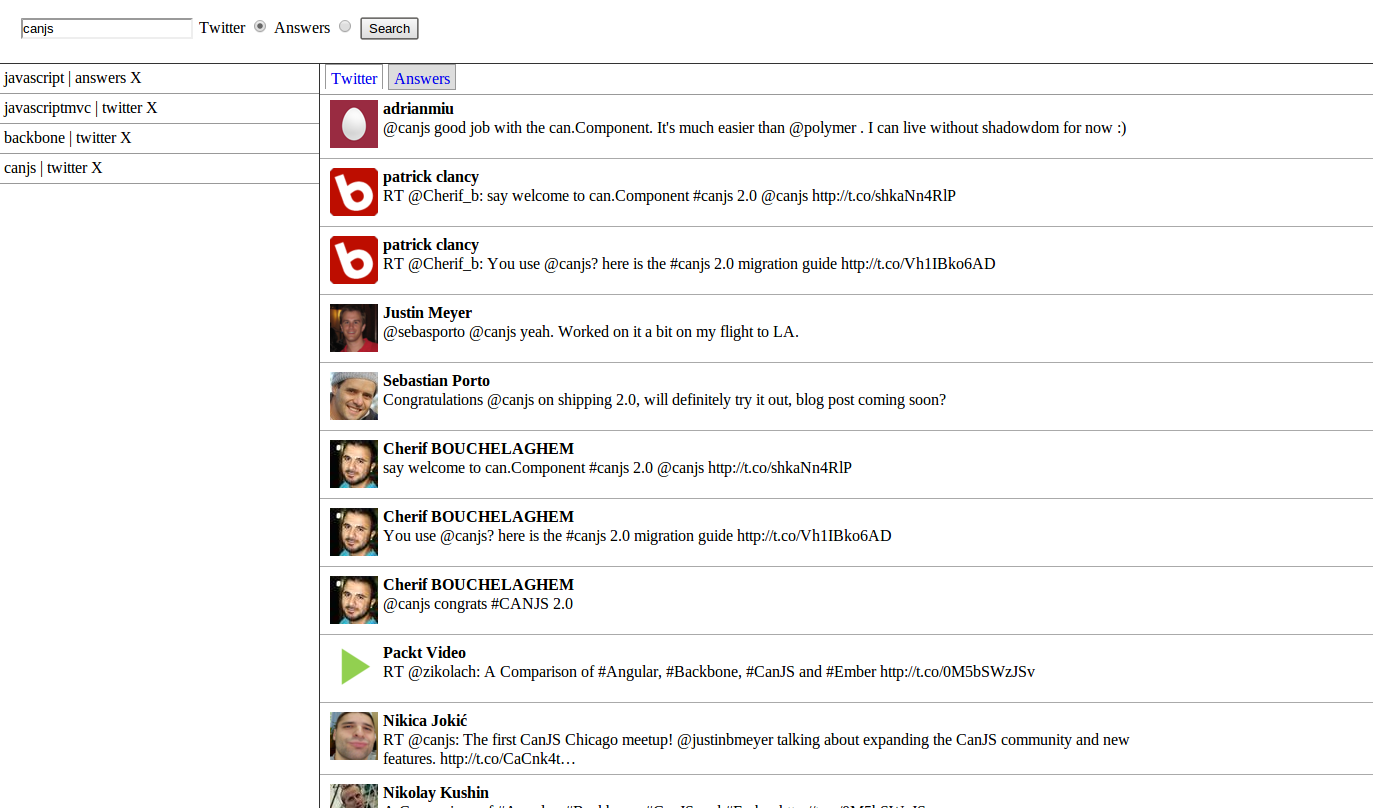 canjs Twitter Answers Search
javascript | answers X
javascriptmvc | twitter X
backbone | twitter X
canjs | twitter X
Twitter Answers
adrianmiu
@canjs good job with the can.Component. It's much easier than @polymer . I can live without shadowdom for now :)
patrick clancy
RT @Cherif_b: say welcome to can.Component #canjs 2.0 @canjs http://t.co/shkaNn4RlP
patrick clancy
RT @Cherif_b: You use @canjs? here is the #canjs 2.0 migration guide http://t.co/Vh1IBko6AD
Justin Meyer
@sebasporto @canjs yeah. Worked on it a bit on my flight to LA.
Sebastian Porto
Congratulations @canjs on shipping 2.0, will definitely try it out, blog post coming soon?
Cherif BOUCHELAGHEM
say welcome to can.Component #canjs 2.0 @canjs http://t.co/shkaNn4RlP
Cherif BOUCHELAGHEM
You use @canjs? here is the #canjs 2.0 migration guide http://t.co/Vh1IBko6AD
Cherif BOUCHELAGHEM
@canjs congrats #CANJS 2.0
Packt Video
RT @zikolach: A Comparison of #Angular, #Backbone, #CanJS and #Ember http://t.co/0M5bSWzJSv
Nikica Jokić
RT @canjs: The first CanJS Chicago meetup! @justinbmeyer talking about expanding the CanJS community and new
features. http://t.co/CaCnk4t…
Nikolay Kushin